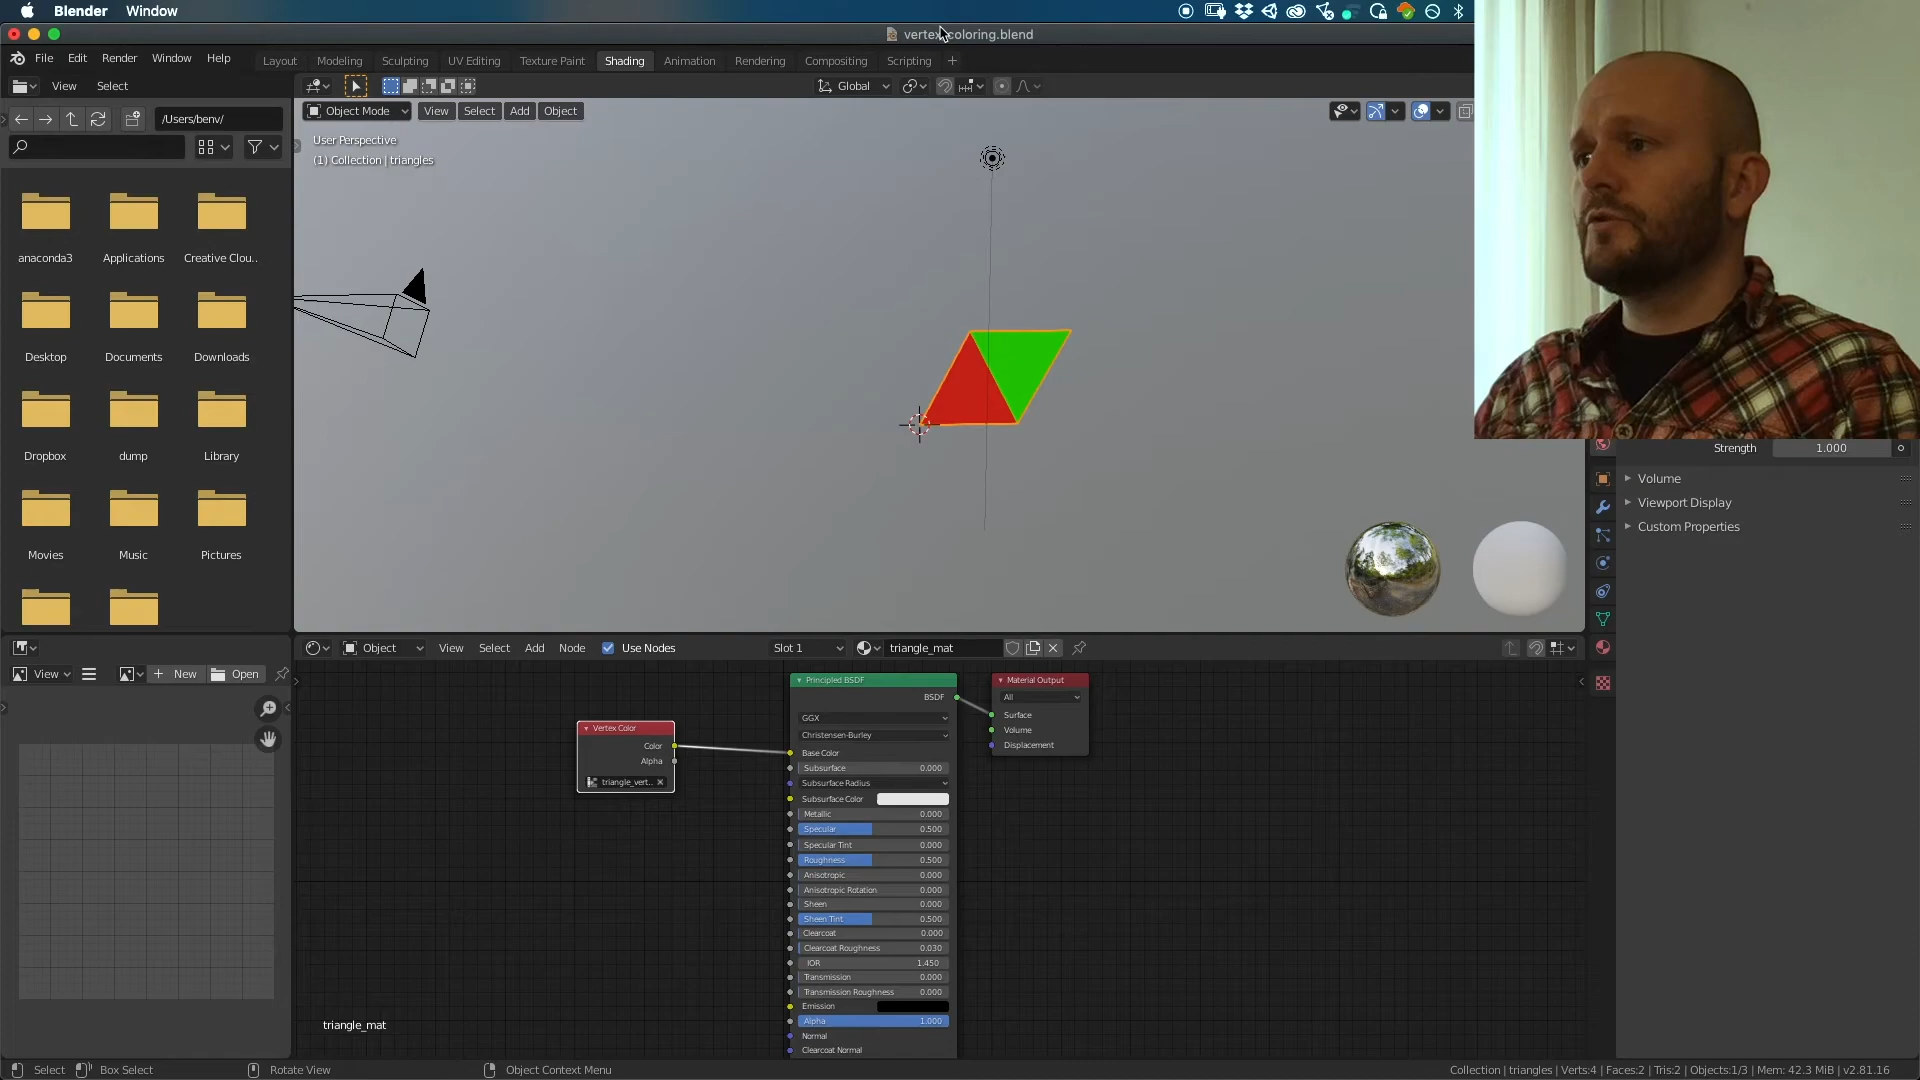 Blender Window
vertex-coloring.blend
File Edit Render Window Help
Layout Modeling Sculpting UV Editing Texture Paint Shading Animation Rendering Compositing Scripting +
View Select
Global
Object Mode View Select Add Object
/Users/benv/
User Perspective
(1) Collection | triangles
anaconda3 Applications Creative Clou..
Desktop Documents Downloads
Dropbox dump Library
Movies Music Pictures
Strength 1.000
Volume
Viewport Display
Custom Properties
Object View Select Add Node Use Nodes Slot 1 triangle_mat
View New Open
Principled BSDF
BSDF
GGX
Christensen-Burley
Base Color
Subsurface 0.000
Subsurface Radius
Subsurface Color
Metallic 0.000
Specular 0.500
Specular Tint 0.000
Roughness 0.500
Anisotropic 0.000
Anisotropic Rotation 0.000
Sheen 0.000
Sheen Tint 0.500
Clearcoat 0.000
Clearcoat Roughness 0.030
IOR 1.450
Transmission 0.000
Transmission Roughness 0.000
Emission
Alpha 1.000
Normal
Clearcoat Normal
Material Output
All
Surface
Volume
Displacement
Vertex Color
Color
Alpha
triangle_vert..
triangle_mat
Select Box Select Rotate View Object Context Menu
Collection | triangles | Verts:4 | Faces:2 | Tris:2 | Objects:1/3 | Mem: 42.3 MiB | v2.81.16